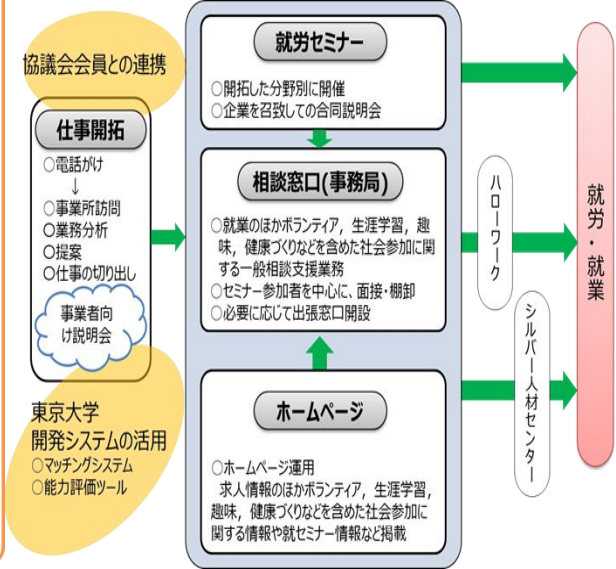 協議会会員との連携
仕事開拓
○電話がけ
↓
○事業所訪問
○業務分析
○提案
○仕事の切り出し
事業者向
け説明会
東京大学
開発システムの活用
○マッチングシステム
○能力評価ツール
就労セミナー
○開拓した分野別に開催
○企業を召致しての合同説明会
相談窓口(事務局)
○就業のほかボランティア，生涯学習，趣
味，健康づくりなどを含めた社会参加に関
する一般相談支援業務
○セミナー参加者を中心に、面接・棚卸
○必要に応じて出張窓口開設
ホームページ
○ホームページ運用
求人情報のほかボランティア，生涯学習，
趣味，健康づくりなどを含めた社会参加に
関する情報や就セミナー情報など掲載
ハローワーク
シルバー人材センター
就労・就業